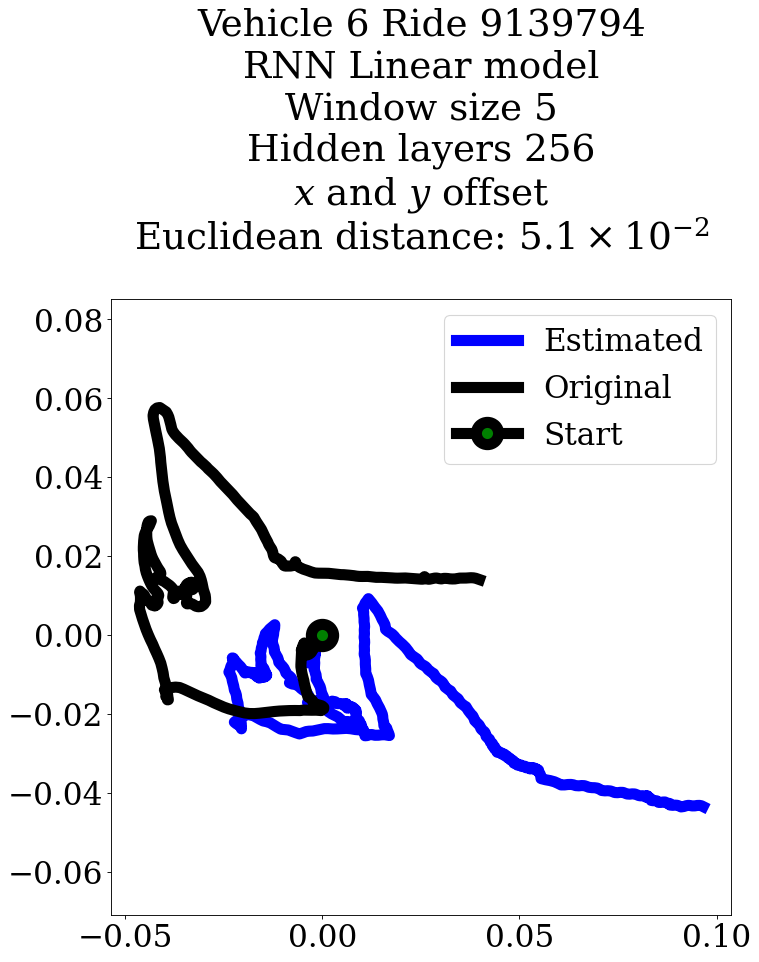 Vehicle 6 Ride 9139794
RNN Linear model
Window size 5
Hidden layers 256
x and y offset
Euclidean distance: 5.1 × 10⁻²
Estimated
Original
Start
0.08
0.06
0.04
0.02
0.00
−0.02
−0.04
−0.06
−0.05 0.00 0.05 0.10